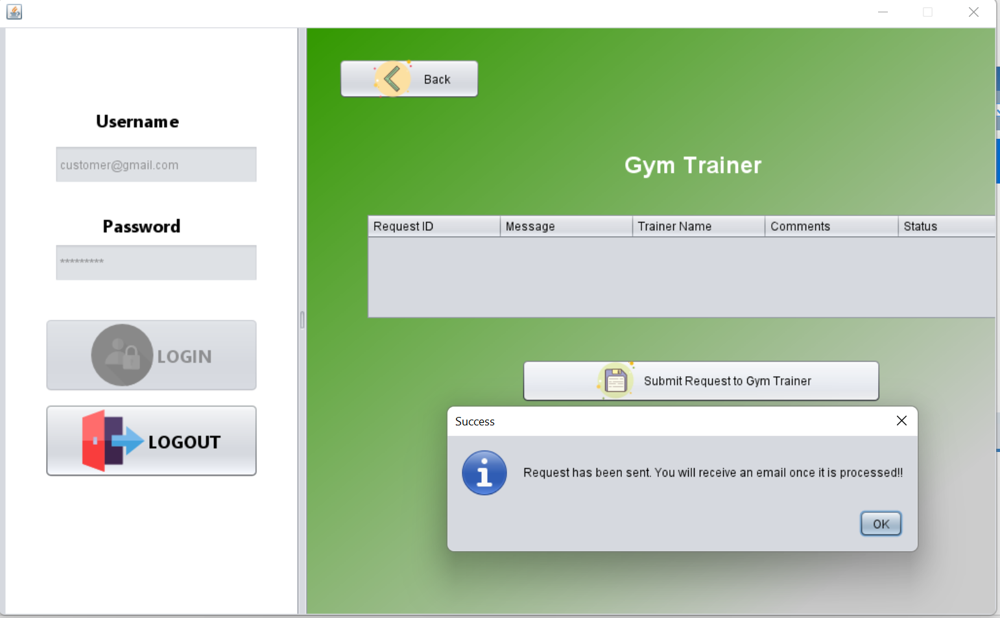 Username
customer@gmail.com
Password
*********
LOGIN
LOGOUT
Back
Gym Trainer
Request ID Message Trainer Name Comments Status
Submit Request to Gym Trainer
Success
Request has been sent. You will receive an email once it is processed!!
OK